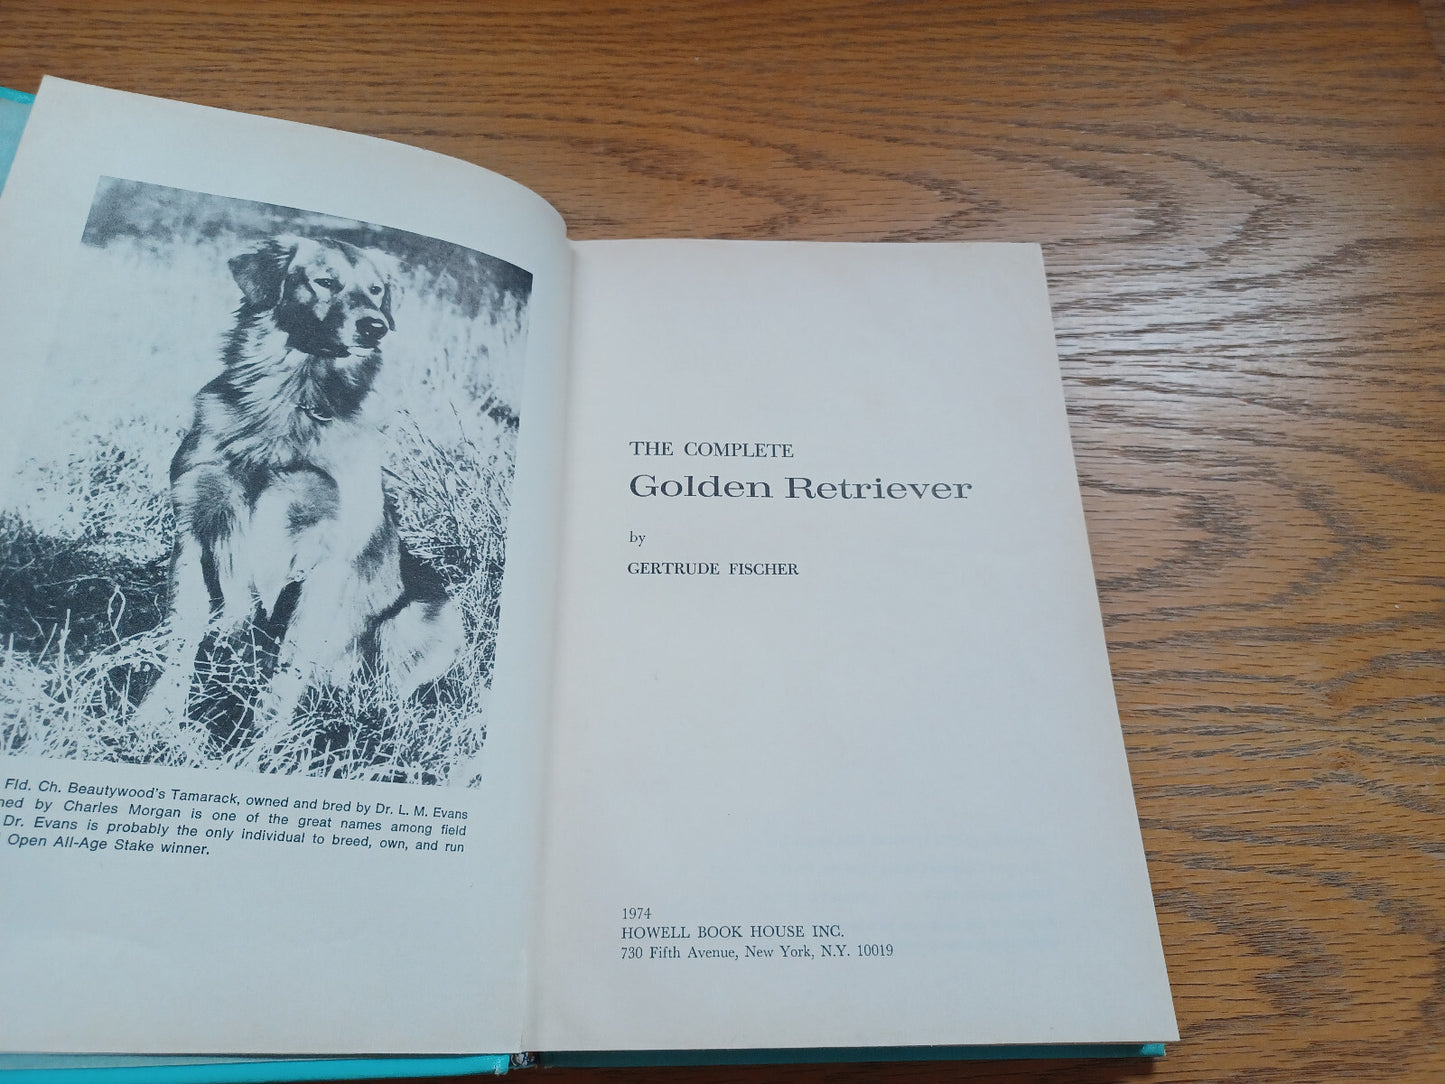 Fld. Ch. Beautywood's Tamarack, owned and bred by Dr. L. M. Evans
by Charles Morgan is one of the great names among field
Dr. Evans is probably the only individual to breed, own, and run
Open All-Age Stake winner.
THE COMPLETE
Golden Retriever
by
GERTRUDE FISCHER
1974
HOWELL BOOK HOUSE INC.
730 Fifth Avenue, New York, N.Y. 10019